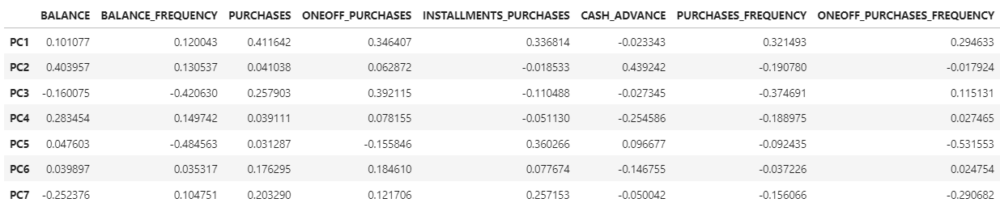 BALANCE BALANCE_FREQUENCY PURCHASES ONEOFF_PURCHASES INSTALLMENTS_PURCHASES CASH_ADVANCE PURCHASES_FREQUENCY ONEOFF_PURCHASES_FREQUENCY
PC1 0.101077 0.120043 0.411642 0.346407 0.336814 -0.023343 0.321493 0.294633
PC2 0.403957 0.130537 0.041038 0.062872 -0.018533 0.439242 -0.190780 -0.017924
PC3 -0.160075 -0.420630 0.257903 0.392115 -0.110488 -0.027345 -0.374691 0.115131
PC4 0.283454 0.149742 0.039111 0.078155 -0.051130 -0.254586 -0.188975 0.027465
PC5 0.047603 -0.484563 0.031287 -0.155846 0.360266 0.096677 -0.092435 -0.531553
PC6 0.039897 0.035317 0.176295 0.184610 0.077674 -0.146755 -0.037226 0.024754
PC7 -0.252376 0.104751 0.203290 0.121706 0.257153 -0.050042 -0.156066 -0.290682